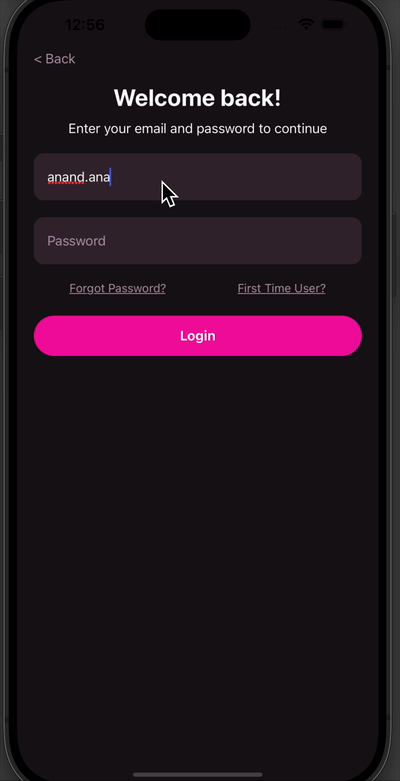 12:56
< Back
Welcome back!
Enter your email and password to continue
anand.ana
Password
Forgot Password? First Time User?
Login